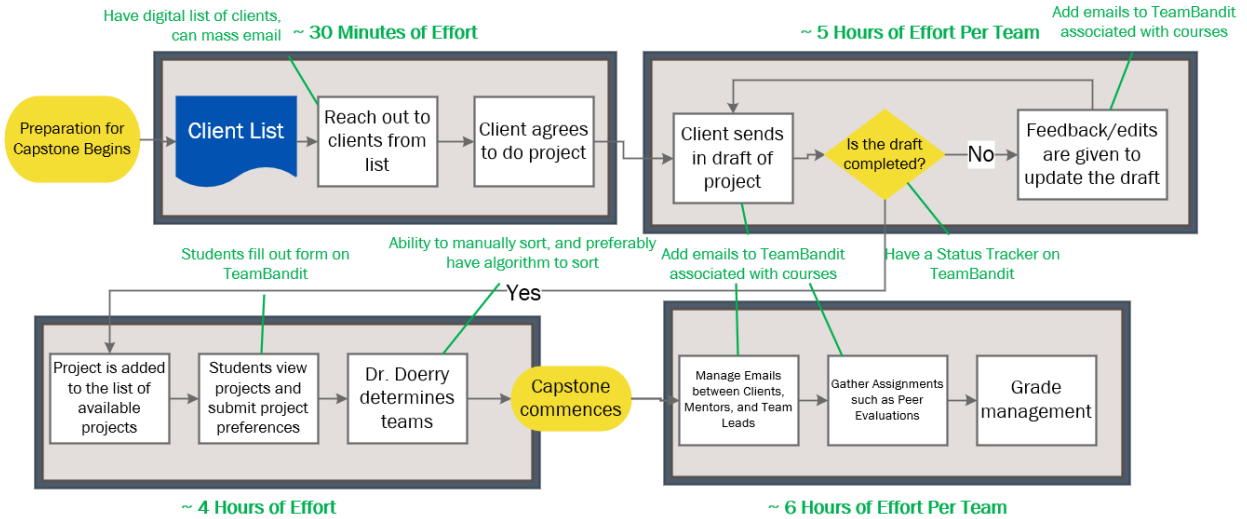 Have digital list of clients,
can mass email
~ 30 Minutes of Effort
~ 5 Hours of Effort Per Team
Add emails to TeamBandit
associated with courses
Preparation for
Capstone Begins
Client List
Reach out to
clients from
list
Client agrees
to do project
Client sends
in draft of
project
Is the draft
completed?
No
Feedback/edits
are given to
update the draft
Students fill out form on
TeamBandit
Ability to manually sort, and preferably
have algorithm to sort
Add emails to TeamBandit
associated with courses
Have a Status Tracker on
TeamBandit
Yes
Project is added
to the list of
available
projects
Students view
projects and
submit project
preferences
Dr. Doerry
determines
teams
Capstone
commences
Manage Emails
between Clients,
Mentors, and Team
Leads
Gather Assignments
such as Peer
Evaluations
Grade
management
~ 4 Hours of Effort
~ 6 Hours of Effort Per Team